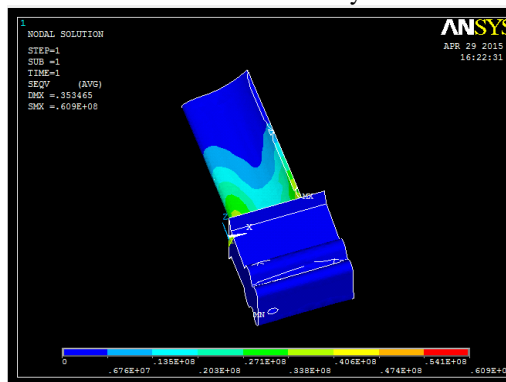 1
NODAL SOLUTION
STEP=1
SUB =1
TIME=1
SEQV (AVG)
DMX =.353465
SMX =.609E+08
ANSYS
APR 29 2015
16:22:31
MX
Z
X
MN
0 .135E+08 .271E+08 .406E+08 .541E+08
.676E+07 .203E+08 .338E+08 .474E+08 .609E+0